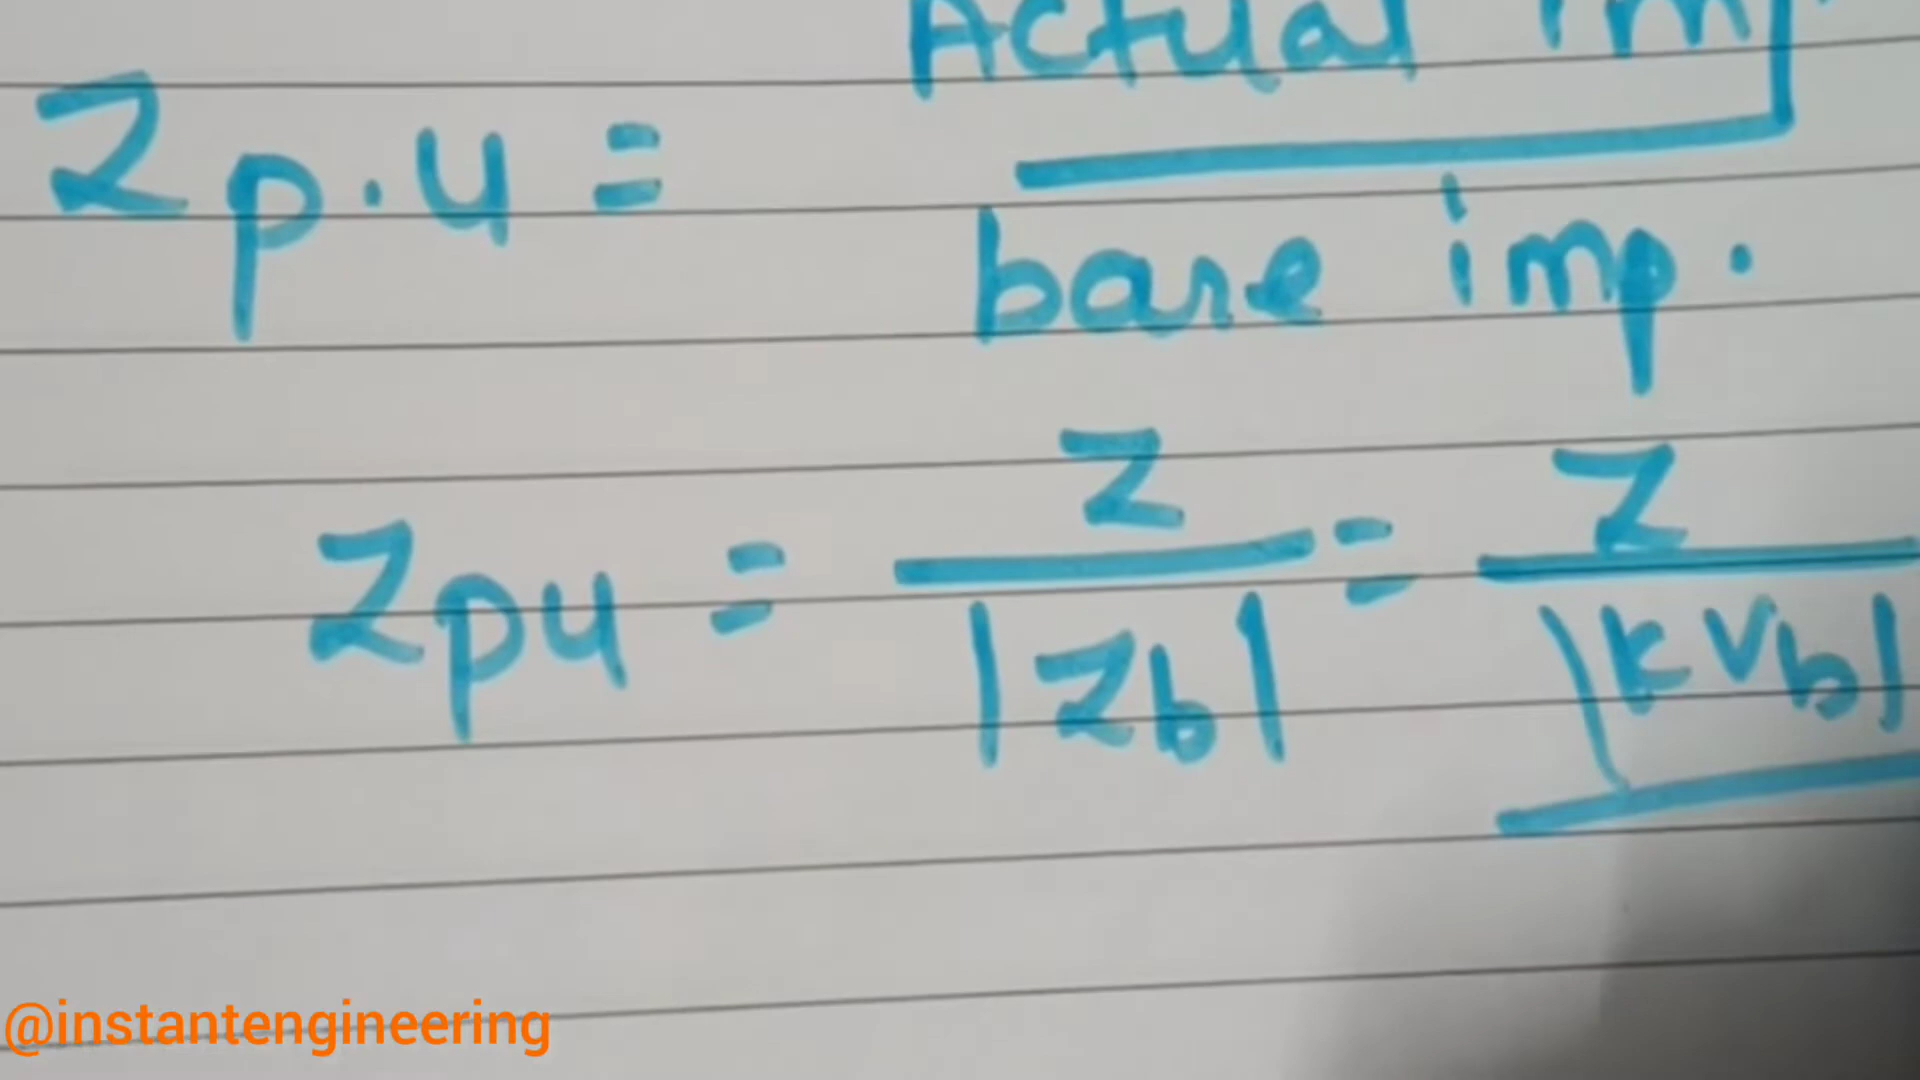 Actual imp.
Zp.u =
base imp.
Z Z
Zpu = =
|Zb| |kVb|
@instantengineering